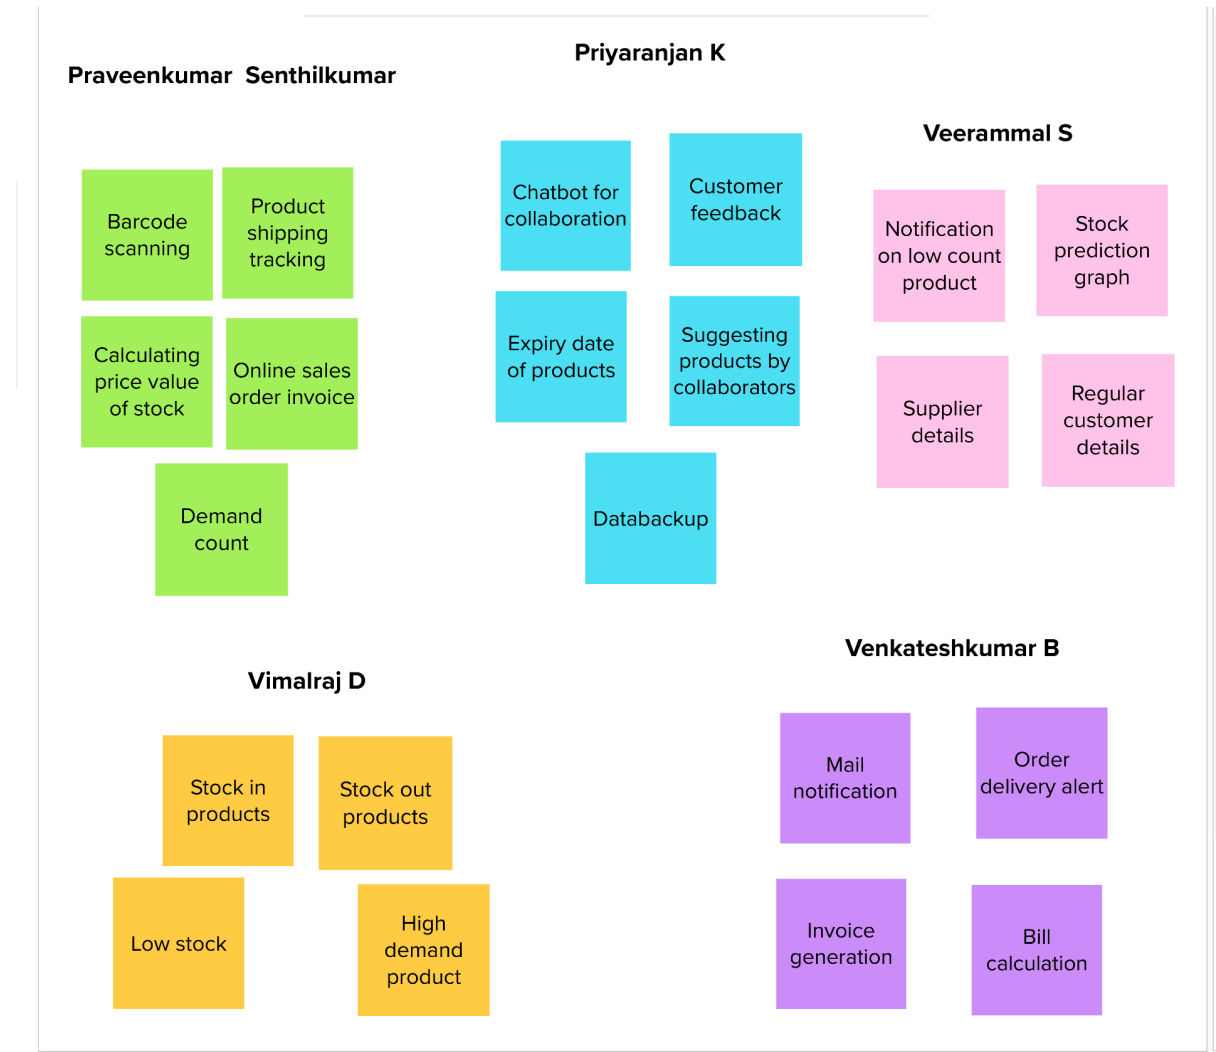 Praveenkumar Senthilkumar
Barcode
scanning
Product
shipping
tracking
Calculating
price value
of stock
Online sales
order invoice
Demand
count
Priyaranjan K
Chatbot for
collaboration
Customer
feedback
Expiry date
of products
Suggesting
products by
collaborators
Databackup
Veerammal S
Notification
on low count
product
Stock
prediction
graph
Supplier
details
Regular
customer
details
Vimalraj D
Stock in
products
Stock out
products
Low stock
High
demand
product
Venkateshkumar B
Mail
notification
Order
delivery alert
Invoice
generation
Bill
calculation